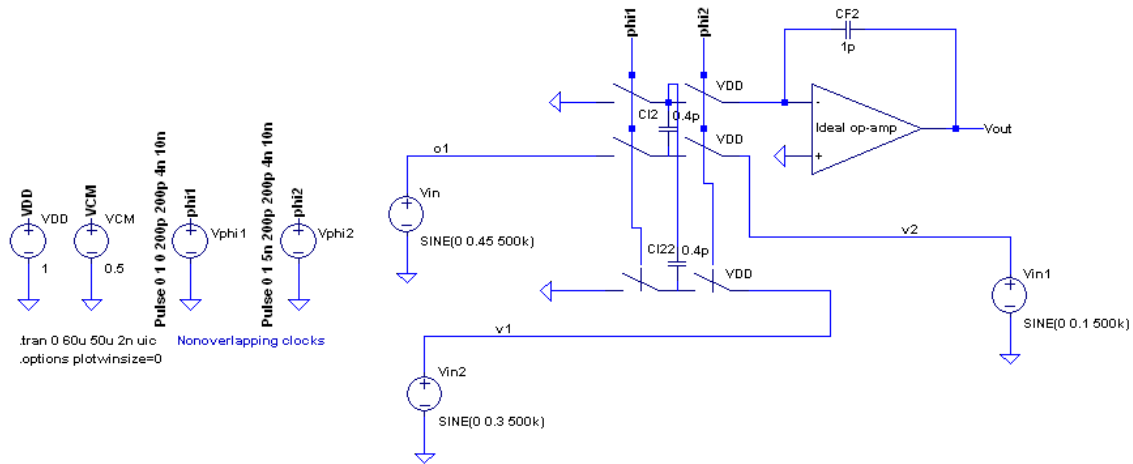 phi1
phi2
CF2
1p
VDD
CI2
0.4p
-
Ideal op-amp
+
Vout
VDD
o1
Vin
SINE(0 0.45 500k)
VDD
VDD
1
VCM
VCM
0.5
Pulse 0 1 0 200p 200p 4n 10n
phi1
Vphi1
Pulse 0 1 5n 200p 200p 4n 10n
phi2
Vphi2
CI22
0.4p
VDD
v2
Vin1
SINE(0 0.1 500k)
v1
Vin2
SINE(0 0.3 500k)
.tran 0 60u 50u 2n uic
.options plotwinsize=0
Nonoverlapping clocks